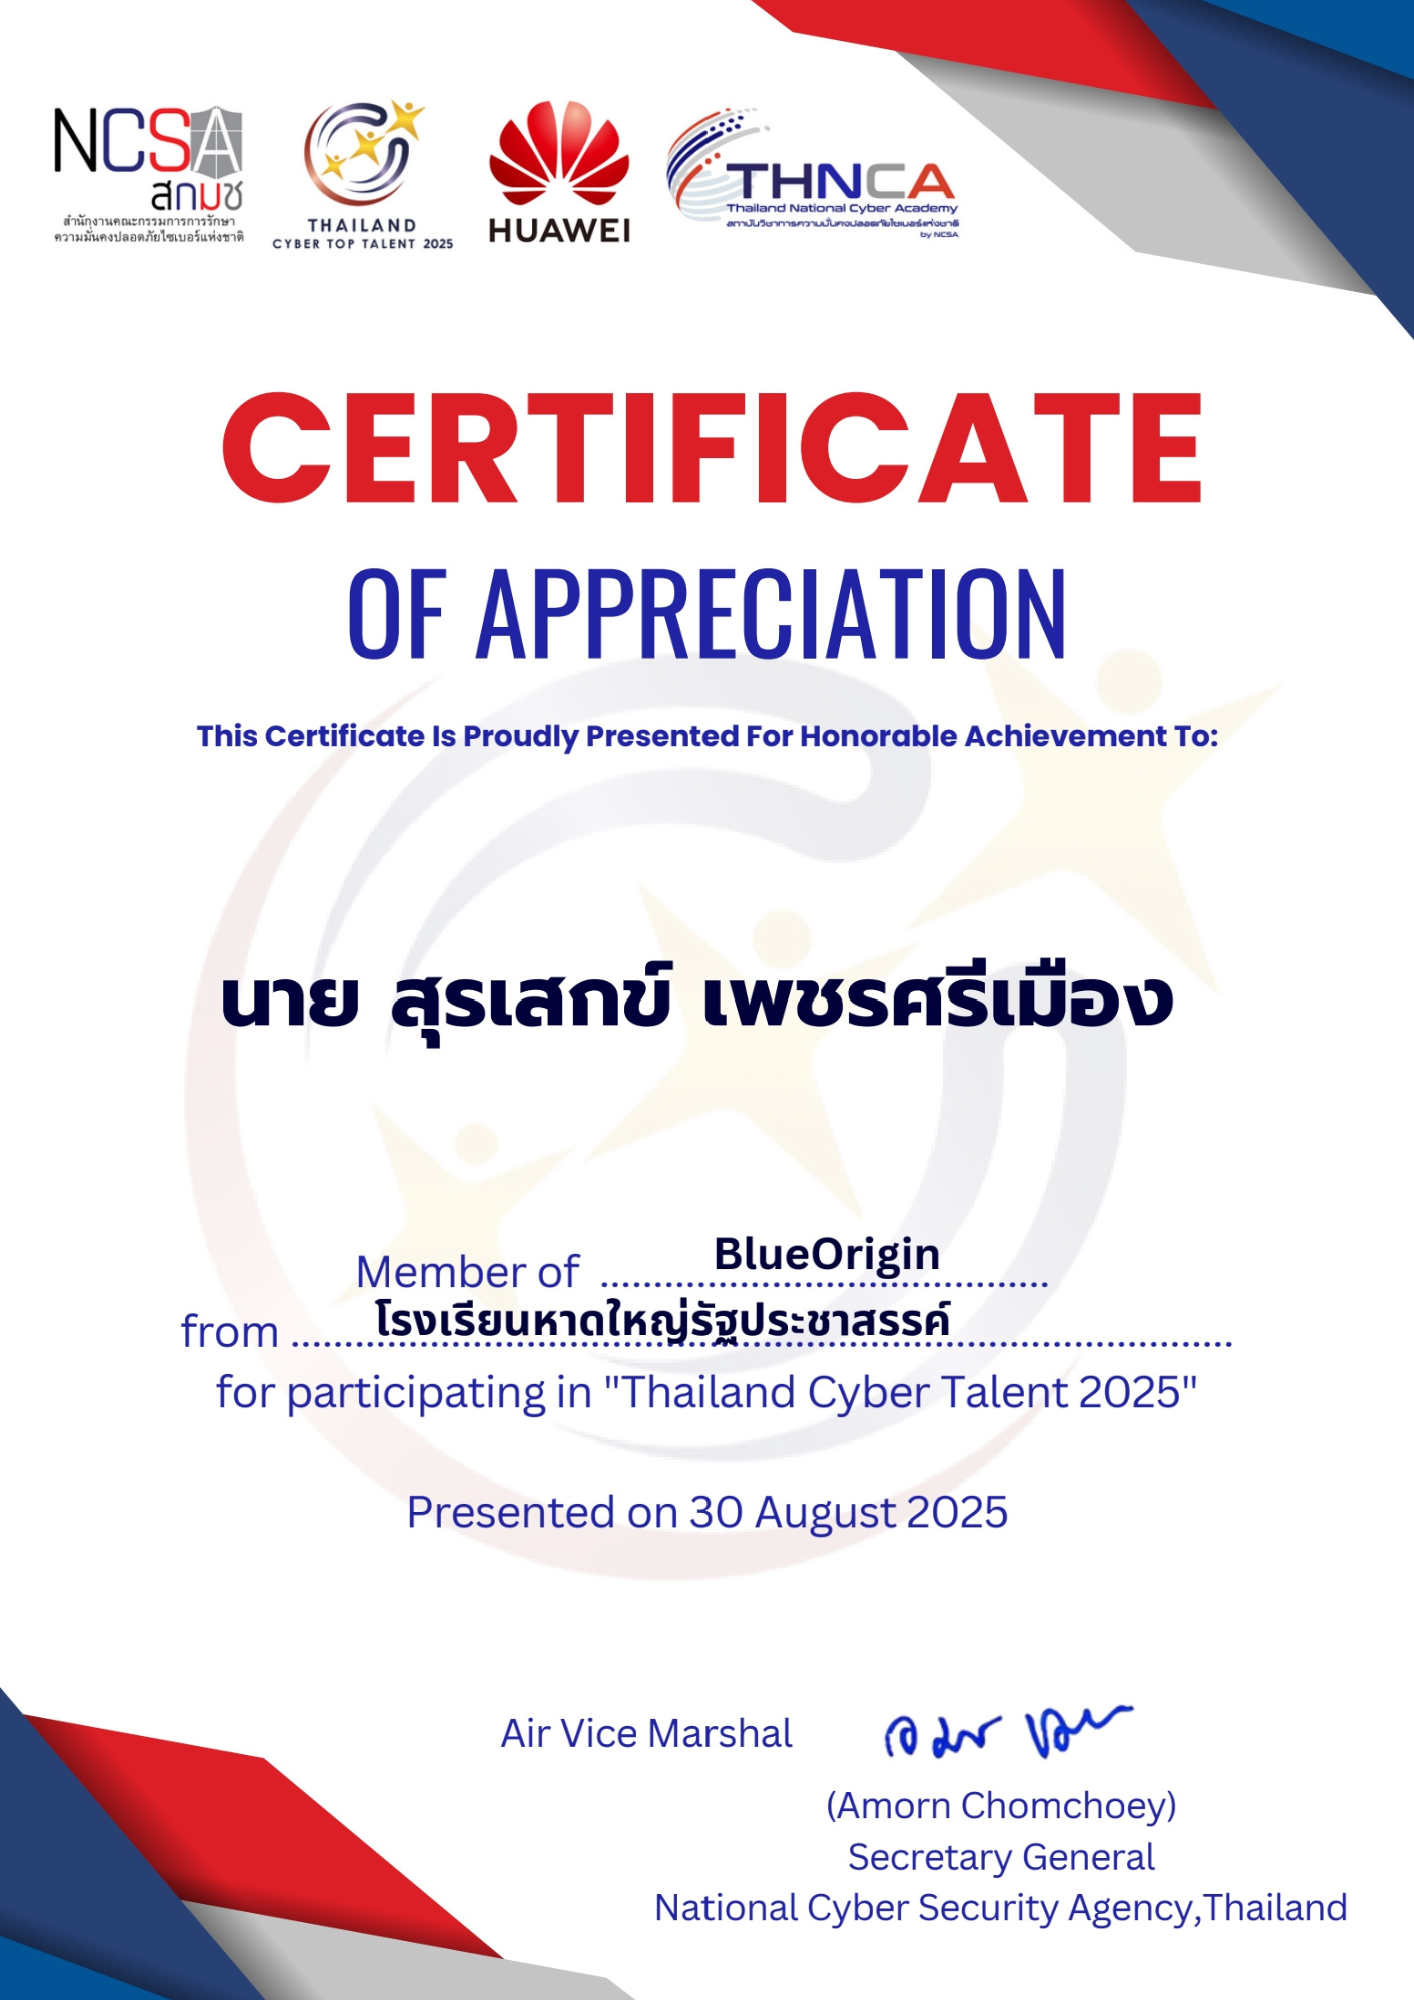 NCSA
สกมช
สำนักงานคณะกรรมการการรักษา
ความมั่นคงปลอดภัยไซเบอร์แห่งชาติ
THAILAND
CYBER TOP TALENT 2025
HUAWEI
THNCA
Thailand National Cyber Academy
สถาบันวิชาการความมั่นคงปลอดภัยไซเบอร์แห่งชาติ
by NCSA
CERTIFICATE
OF APPRECIATION
This Certificate Is Proudly Presented For Honorable Achievement To:
นาย สุรเสกข์ เพชรศรีเมือง
Member of BlueOrigin
from โรงเรียนหาดใหญ่รัฐประชาสรรค์
for participating in "Thailand Cyber Talent 2025"
Presented on 30 August 2025
Air Vice Marshal
(Amorn Chomchoey)
Secretary General
National Cyber Security Agency,Thailand